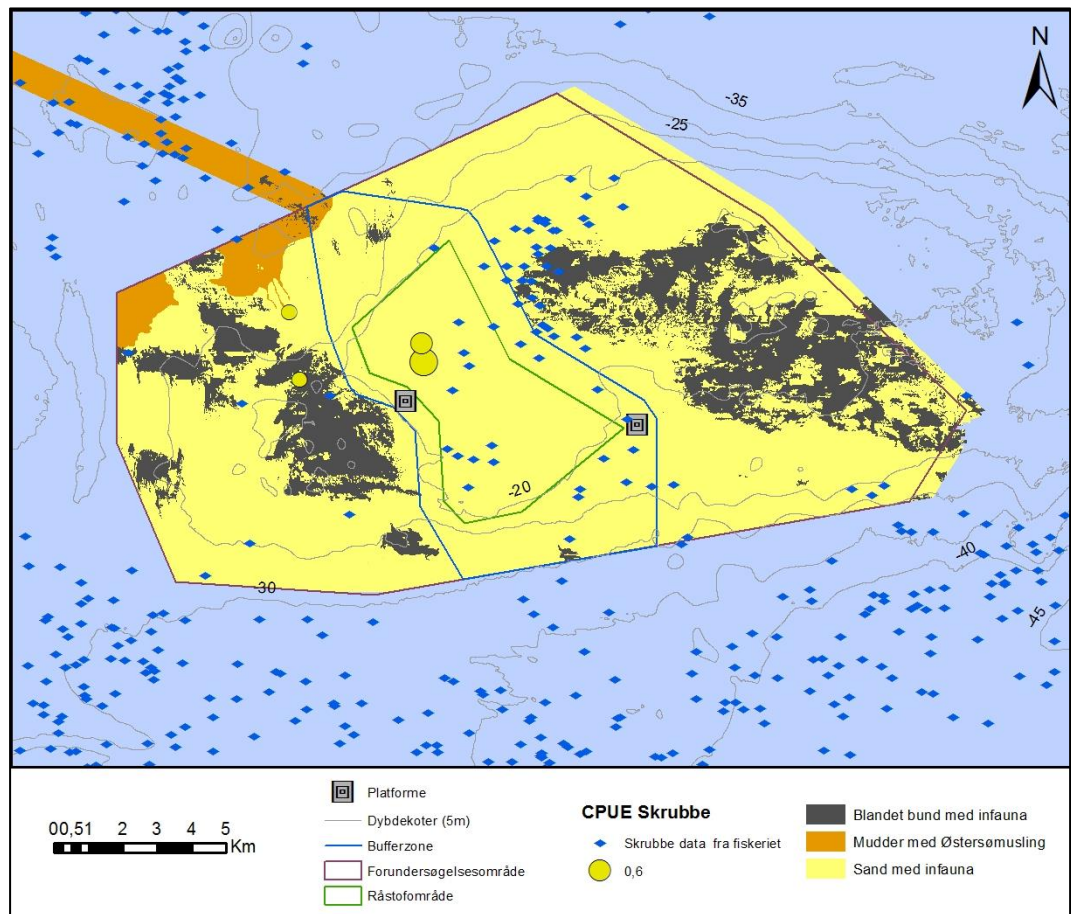 N
-35
-25
-20
-30
-40
-45
00,51 2 3 4 5
Km
Platforme
Dybdekoter (5m)
Bufferzone
Forundersøgelsesområde
Råstofområde
CPUE Skrubbe
Skrubbe data fra fiskeriet
0,6
Blandet bund med infauna
Mudder med Østersømusling
Sand med infauna